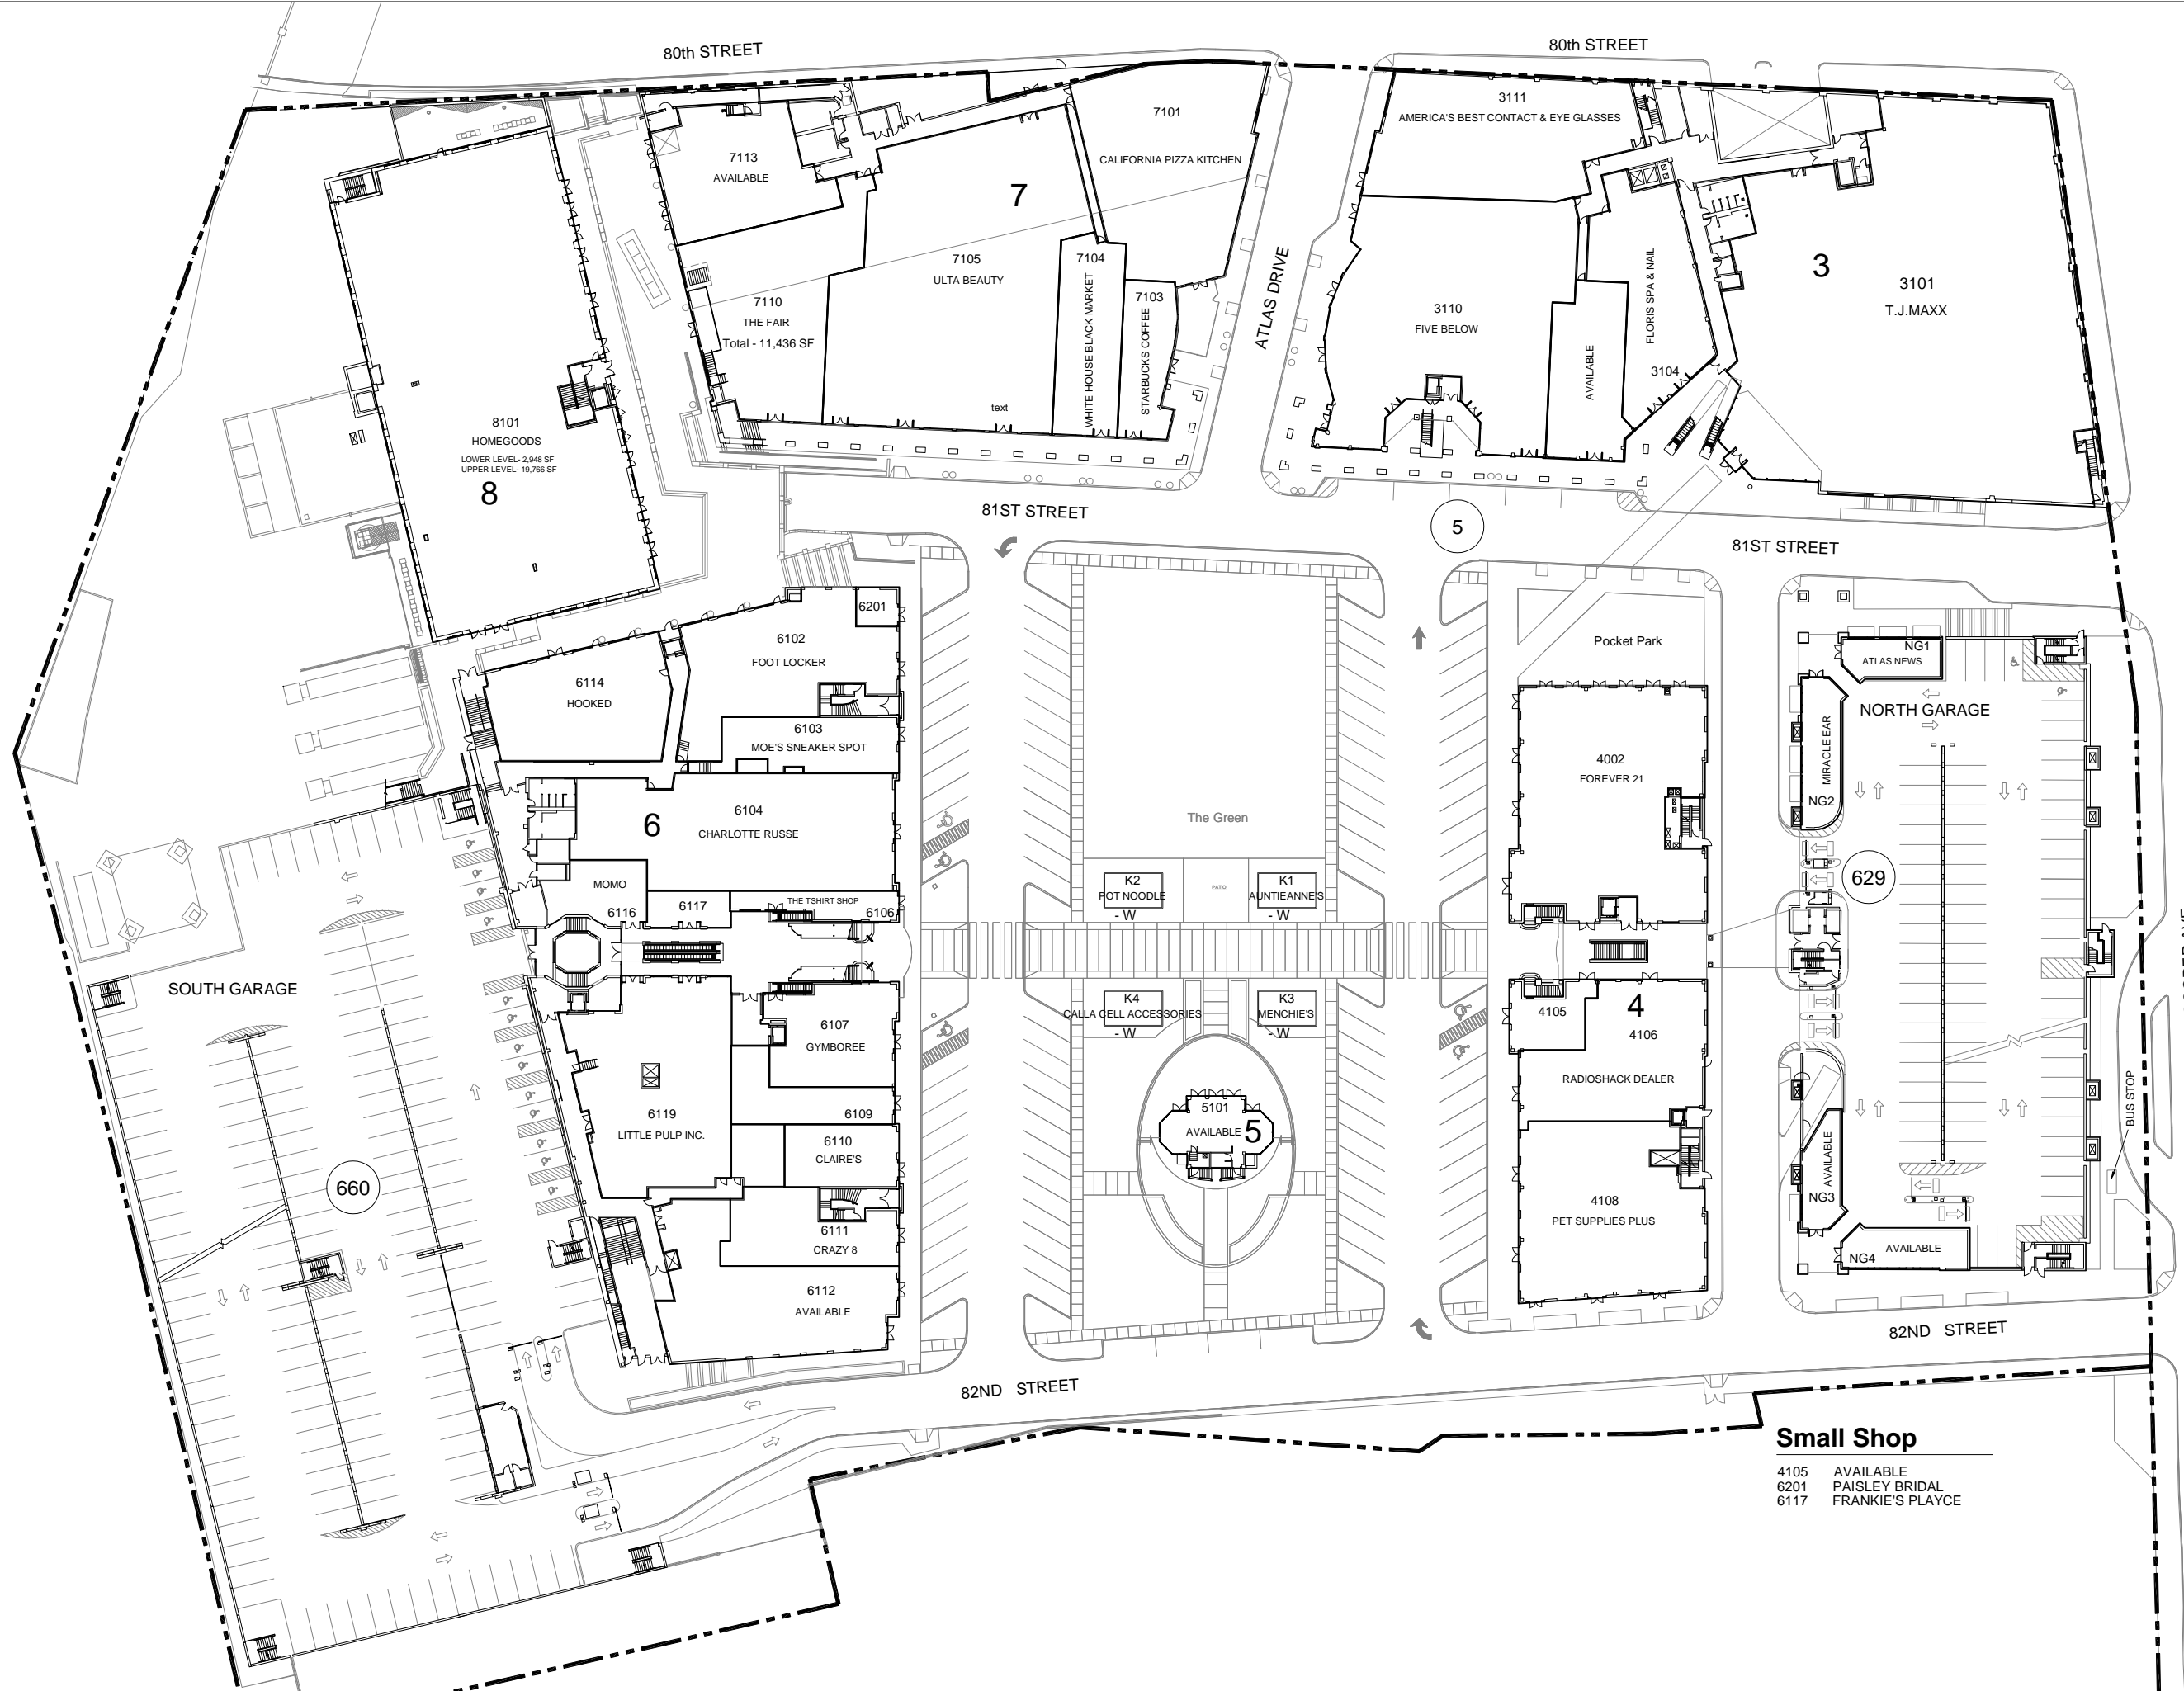 80th STREET
80th STREET
7101
CALIFORNIA PIZZA KITCHEN
3111
AMERICA'S BEST CONTACT & EYE GLASSES
7113
AVAILABLE
7
7105
ULTA BEAUTY
7104
WHITE HOUSE BLACK MARKET
7103
STARBUCKS COFFEE
7110
THE FAIR
Total - 11,436 SF
text
ATLAS DRIVE
3110
FIVE BELOW
AVAILABLE
FLORIS SPA & NAIL
3104
3
3101
T.J.MAXX
8101
HOMEGOODS
LOWER LEVEL- 2,948 SF
UPPER LEVEL- 19,766 SF
8
81ST STREET
5
81ST STREET
6201
6102
FOOT LOCKER
6114
HOOKED
6103
MOE'S SNEAKER SPOT
6104
CHARLOTTE RUSSE
6
MOMO
6116
6117
THE TSHIRT SHOP
6106
The Green
K2
POT NOODLE
- W
PATIO
K1
AUNTIEANNE'S
- W
K4
CALLA CELL ACCESSORIES
- W
K3
MENCHIE'S
- W
5101
AVAILABLE
5
Pocket Park
4002
FOREVER 21
4105
4
4106
RADIOSHACK DEALER
4108
PET SUPPLIES PLUS
NG1
ATLAS NEWS
MIRACLE EAR
NG2
NORTH GARAGE
629
AVAILABLE
NG3
AVAILABLE
NG4
BUS STOP
SOUTH GARAGE
660
6107
GYMBOREE
6119
LITTLE PULP INC.
6109
6110
CLAIRE'S
6111
CRAZY 8
6112
AVAILABLE
82ND STREET
82ND STREET
Small Shop
4105 AVAILABLE
6201 PAISLEY BRIDAL
6117 FRANKIE'S PLAYCE